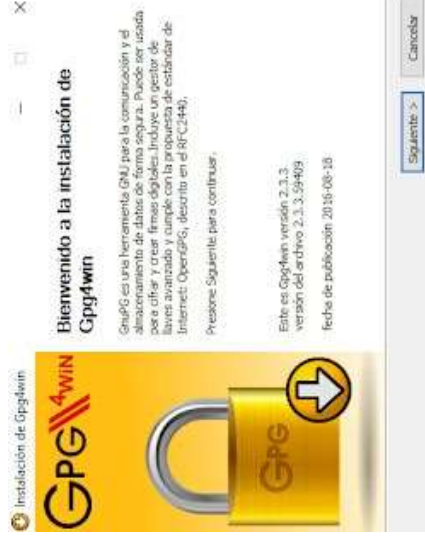 Instalación de Gpg4win
GPG4WIN
GPG
Bienvenido a la instalación de
Gpg4win
GnuPG es una herramienta GNU para la comunicación y el
almacenamiento de datos de forma segura. Puede ser usada
para cifrar y crear firmas digitales.Incluye un gestor de
llaves avanzado y cumple con la propuesta de estándar de
Internet: OpenGPG, descrito en el RFC2440.
Presione Siguiente para continuar.
Este es Gpg4win versión 2.3.3
versión del archivo 2.3.3.59409
fecha de publicación 2016-08-18
Siguiente >
Cancelar